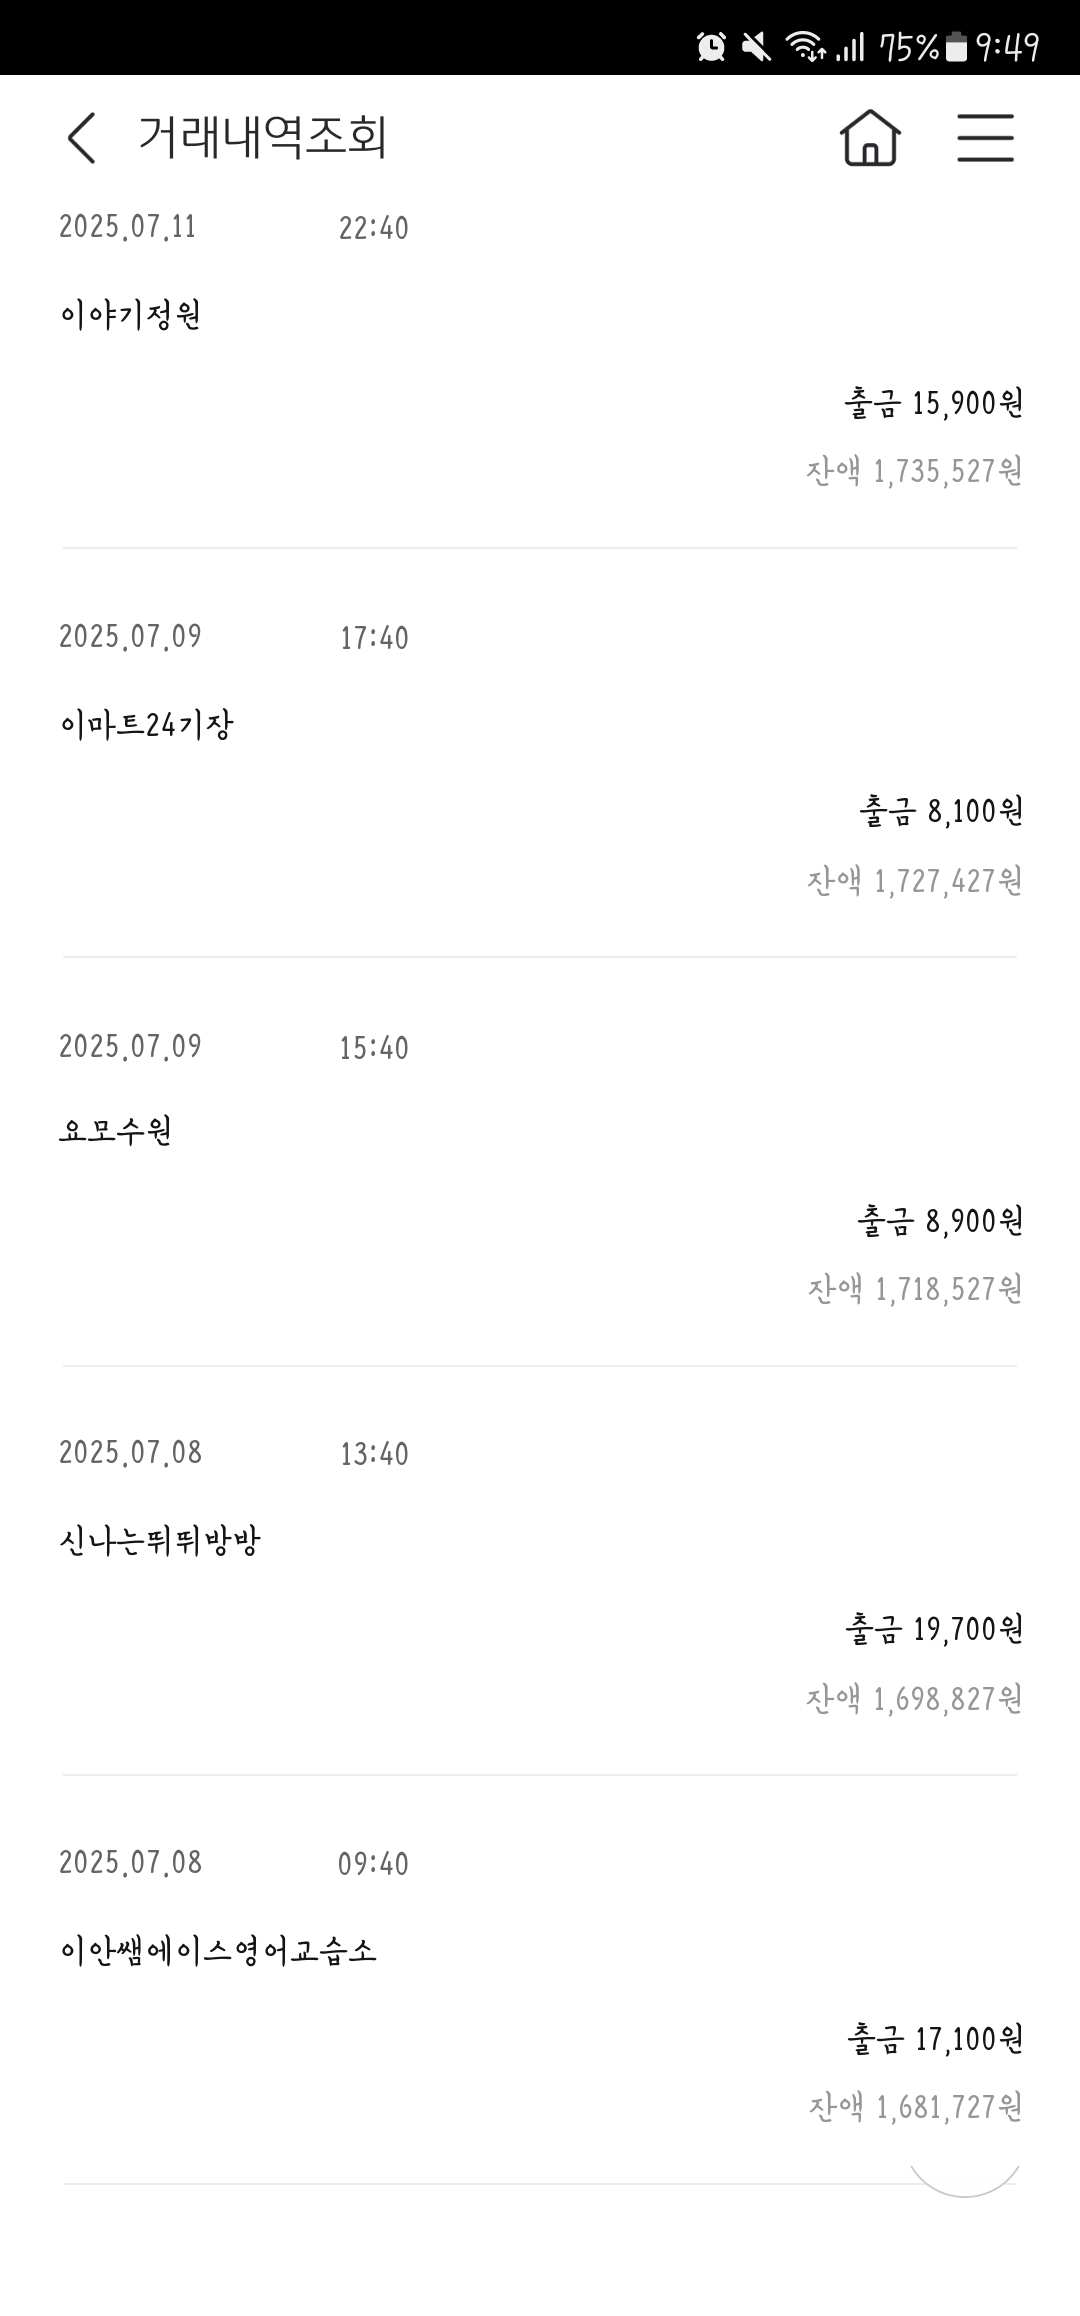 75% 9:49
거래내역조회
2025.07.11 22:40
이야기정원
출금 15,900원
잔액 1,735,527원
2025.07.09 17:40
이마트24기장
출금 8,100원
잔액 1,727,427원
2025.07.09 15:40
요모수원
출금 8,900원
잔액 1,718,527원
2025.07.08 13:40
신나는뛰뛰방방
출금 19,700원
잔액 1,698,827원
2025.07.08 09:40
이안쌤에이스영어교습소
출금 17,100원
잔액 1,681,727원